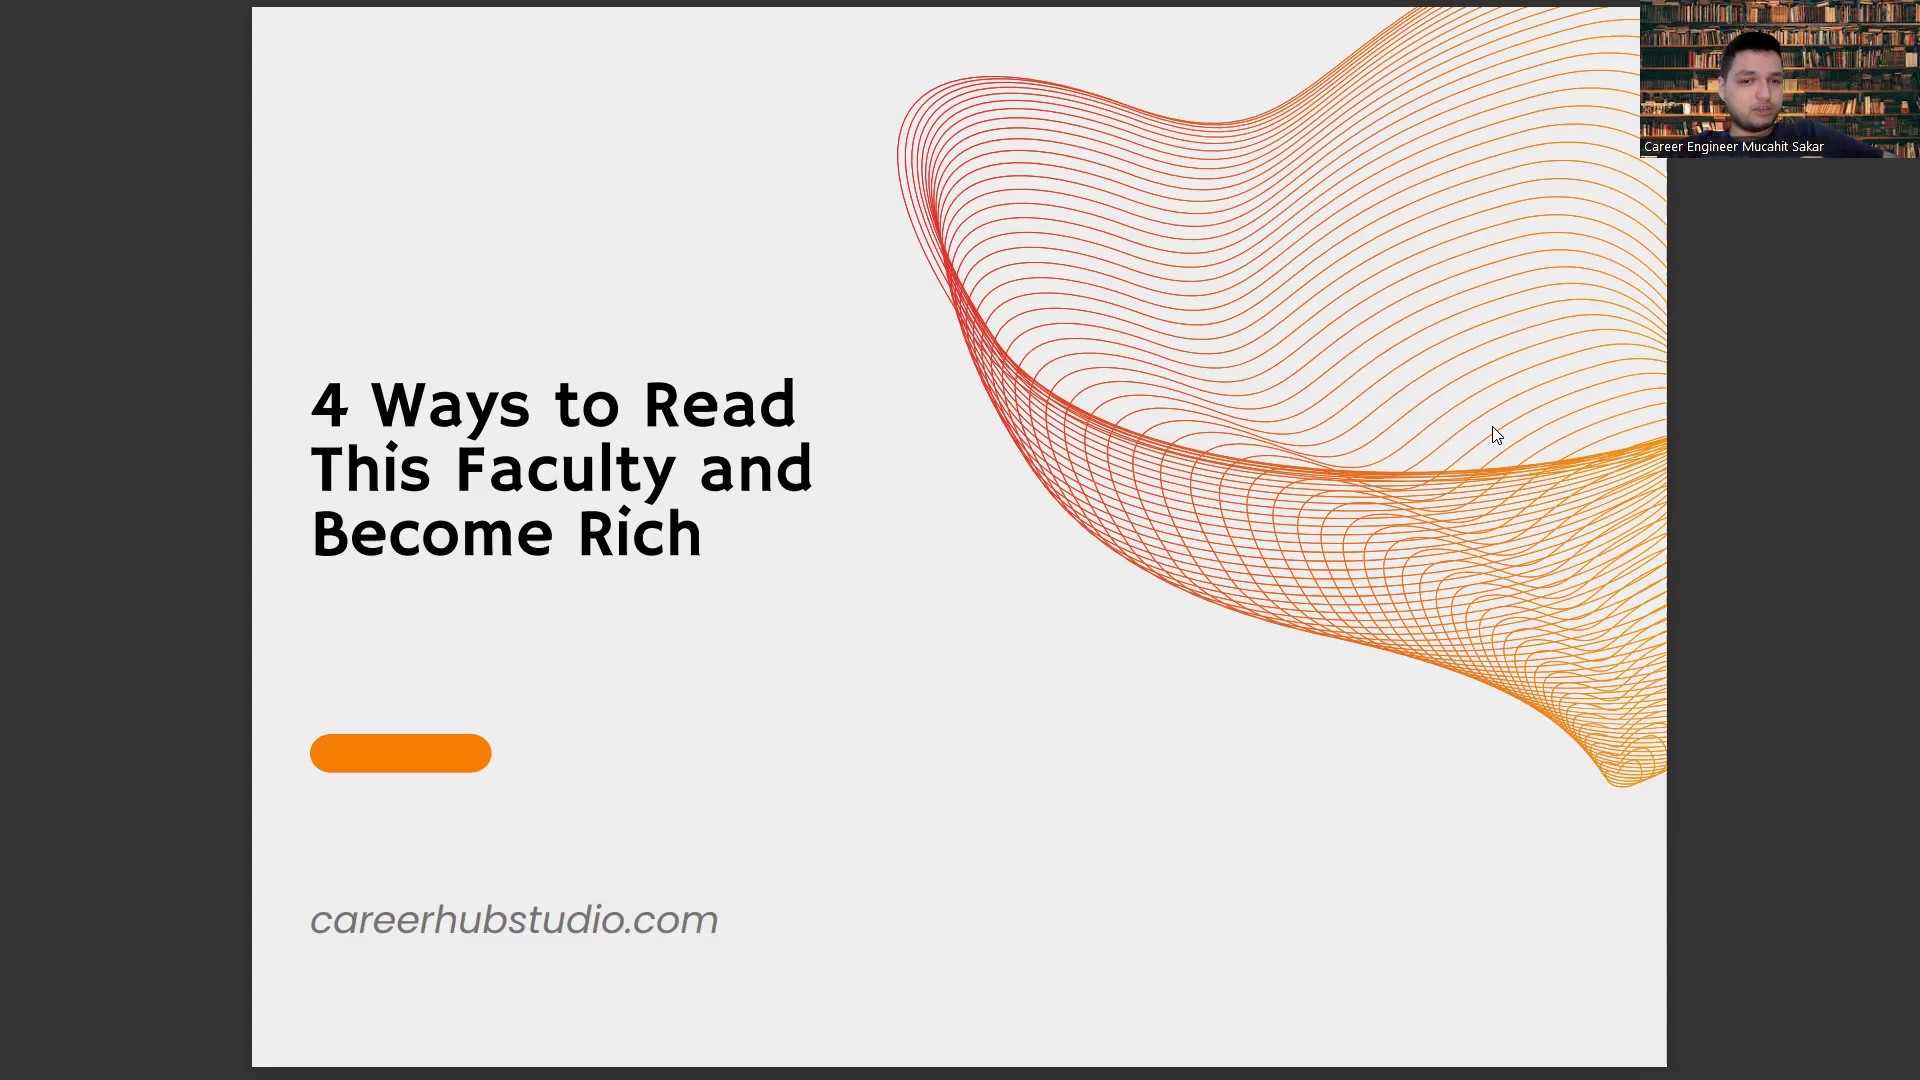 4 Ways to Read
This Faculty and
Become Rich
careerhubstudio.com
Career Engineer Mucahit Sakar